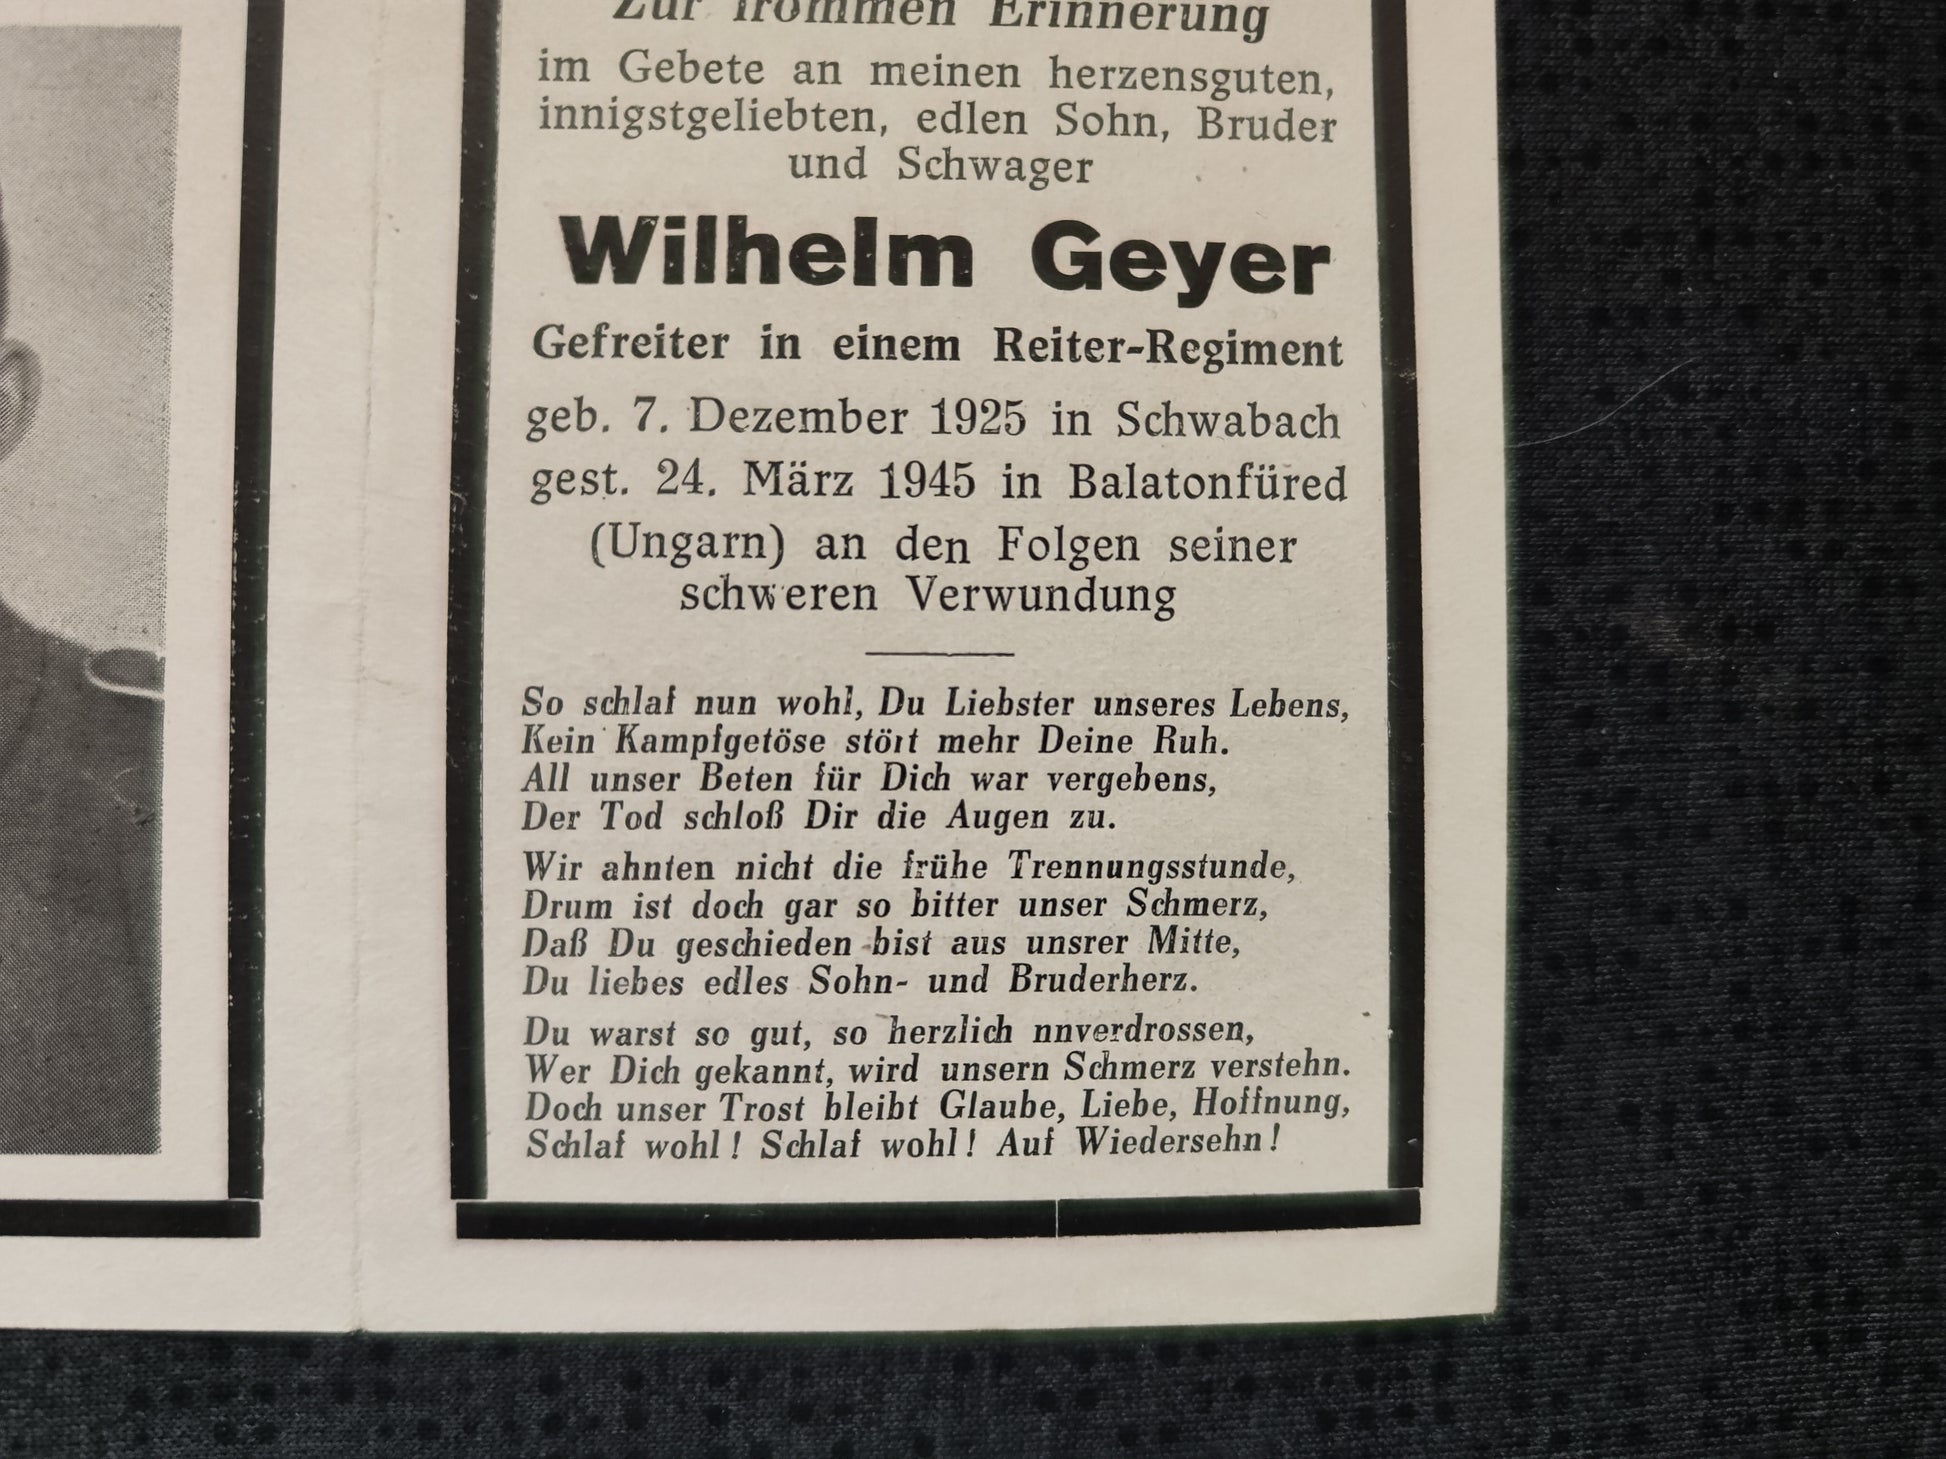 Zur frommen Erinnerung
im Gebete an meinen herzensguten,
innigstgeliebten, edlen Sohn, Bruder
und Schwager
Wilhelm Geyer
Gefreiter in einem Reiter-Regiment
geb. 7. Dezember 1925 in Schwabach
gest. 24. März 1945 in Balatonfüred
(Ungarn) an den Folgen seiner
schweren Verwundung
So schlaf nun wohl, Du Liebster unseres Lebens,
Kein Kampfgetöse stört mehr Deine Ruh.
All unser Beten für Dich war vergebens,
Der Tod schloß Dir die Augen zu.
Wir ahnten nicht die frühe Trennungsstunde,
Drum ist doch gar so bitter unser Schmerz,
Daß Du geschieden bist aus unsrer Mitte,
Du liebes edles Sohn- und Bruderherz.
Du warst so gut, so herzlich nnverdrossen,
Wer Dich gekannt, wird unsern Schmerz verstehn.
Doch unser Trost bleibt Glaube, Liebe, Hoffnung,
Schlaf wohl! Schlaf wohl! Auf Wiedersehn!